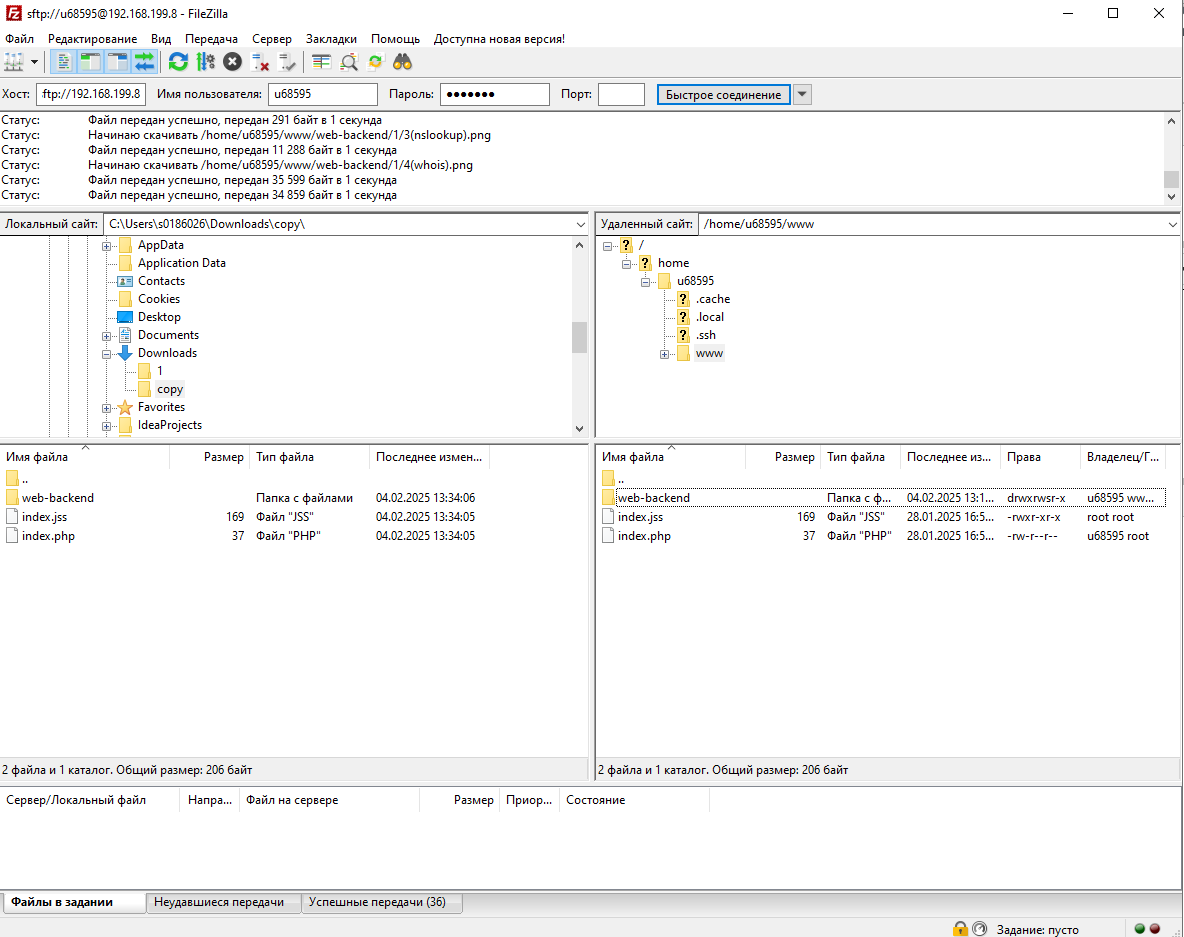 sftp://u68595@192.168.199.8 - FileZilla
Файл Редактирование Вид Передача Сервер Закладки Помощь Доступна новая версия!
Хост: ftp://192.168.199.8 Имя пользователя: u68595 Пароль: ●●●●●●● Порт: Быстрое соединение
Статус: Файл передан успешно, передан 291 байт в 1 секунда
Статус: Начинаю скачивать /home/u68595/www/web-backend/1/3(nslookup).png
Статус: Файл передан успешно, передан 11 288 байт в 1 секунда
Статус: Начинаю скачивать /home/u68595/www/web-backend/1/4(whois).png
Статус: Файл передан успешно, передан 35 599 байт в 1 секунда
Статус: Файл передан успешно, передан 34 859 байт в 1 секунда
Локальный сайт: C:\Users\s0186026\Downloads\copy\
AppData
Application Data
Contacts
Cookies
Desktop
Documents
Downloads
1
copy
Favorites
IdeaProjects
Удаленный сайт: /home/u68595/www
/
home
u68595
.cache
.local
.ssh
www
Имя файла Размер Тип файла Последнее измен...
..
web-backend Папка с файлами 04.02.2025 13:34:06
index.jss 169 Файл "JSS" 04.02.2025 13:34:05
index.php 37 Файл "PHP" 04.02.2025 13:34:05
2 файла и 1 каталог. Общий размер: 206 байт
Имя файла Размер Тип файла Последнее из... Права Владелец/Г...
..
web-backend Папка с ф... 04.02.2025 13:1... drwxrwsr-x u68595 ww...
index.jss 169 Файл "JSS" 28.01.2025 16:5... -rwxr-xr-x root root
index.php 37 Файл "PHP" 28.01.2025 16:5... -rw-r--r-- u68595 root
2 файла и 1 каталог. Общий размер: 206 байт
Сервер/Локальный файл Напра... Файл на сервере Размер Приор... Состояние
Файлы в задании Неудавшиеся передачи Успешные передачи (36)
Задание: пусто